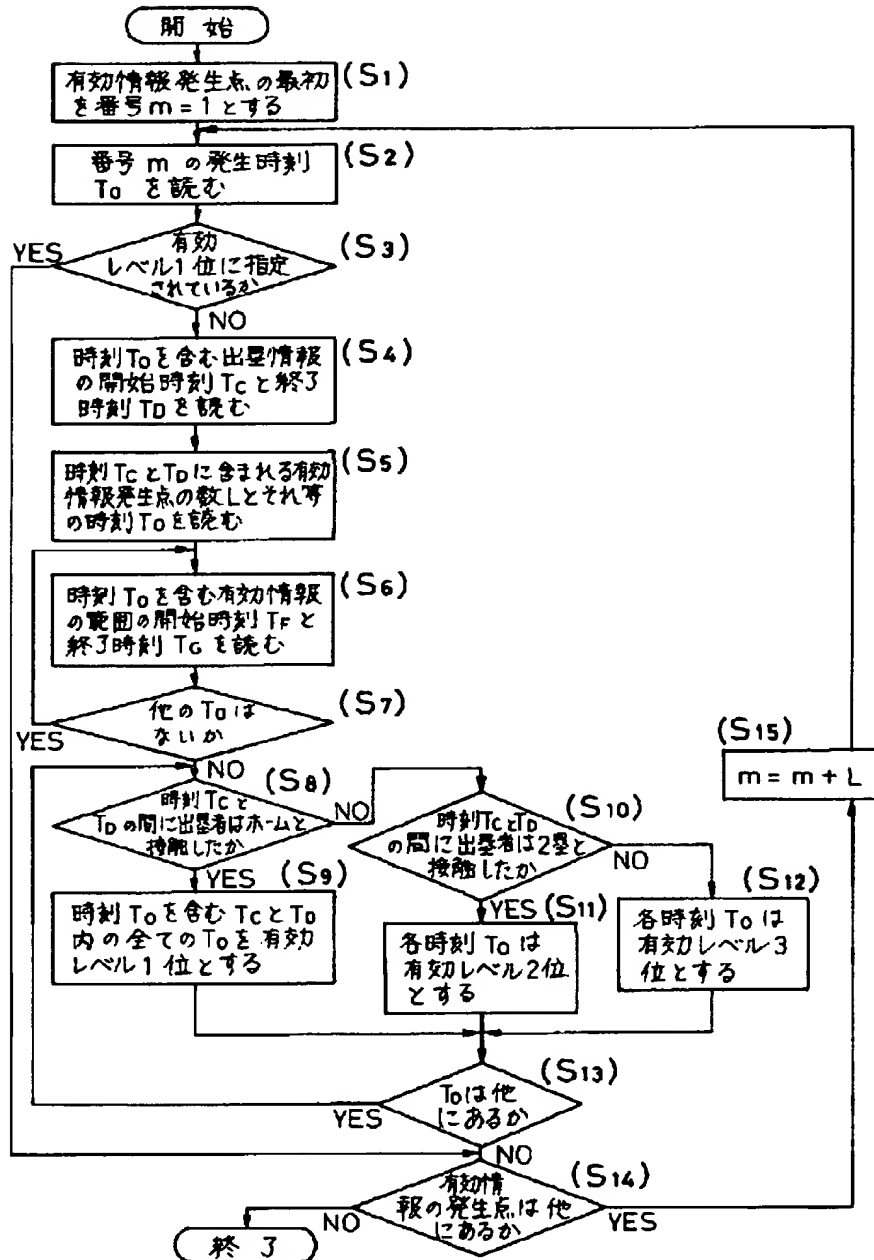 開始
有効情報発生点の最初
を番号m=1とする
(S1)
番号mの発生時刻
Toを読む
(S2)
有効
レベル1位に指定
されているか
(S3)
YES
NO
時刻Toを含む出塁情報
の開始時刻TCと終了
時刻TDを読む
(S4)
時刻TCとTDに含まれる有効
情報発生点の数Lとそれ等
の時刻Toを読む
(S5)
時刻Toを含む有効情報
の範囲の開始時刻TFと
終了時刻TGを読む
(S6)
他のToは
ないか
(S7)
YES
NO
時刻TCと
TDの間に出塁者はホームと
接触したか
(S8)
NO
YES
時刻Toを含むTCとTD
内の全てのToを有効
レベル1位とする
(S9)
時刻TCとTD
の間に出塁者は2塁と
接触したか
(S10)
NO
YES
各時刻Toは
有効レベル2位
とする
(S11)
各時刻Toは
有効レベル3
位とする
(S12)
Toは他
にあるか
(S13)
YES
NO
有効情
報の発生点は他
にあるか
(S14)
NO
YES
(S15)
m=m+L
終了